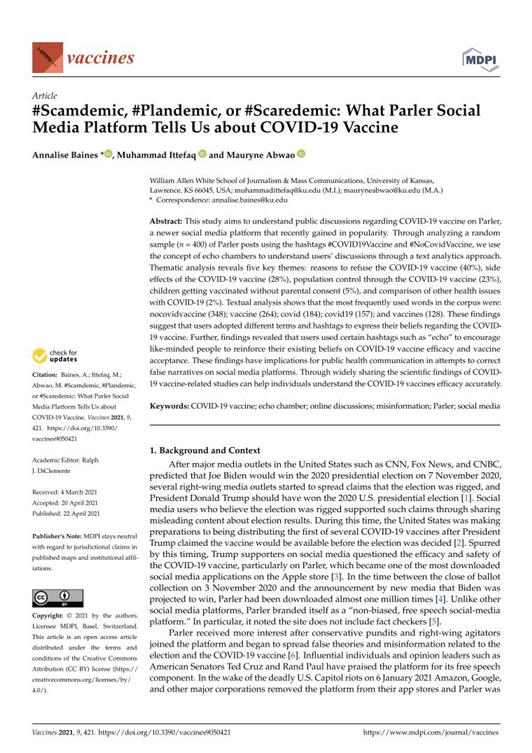 vaccines
MDPI
Article
#Scamdemic, #Plandemic, or #Scaredemic: What Parler Social
Media Platform Tells Us about COVID-19 Vaccine
Annalise Baines *, Muhammad Ittefaq and Mauryne Abwao
William Allen White School of Journalism & Mass Communications, University of Kansas,
Lawrence, KS 66045, USA; muhammadittefaq@ku.edu (M.I.); mauryneabwao@ku.edu (M.A.)
* Correspondence: annalise.baines@ku.edu
Abstract: This study aims to understand public discussions regarding COVID-19 vaccine on Parler,
a newer social media platform that recently gained in popularity. Through analyzing a random
sample (n = 400) of Parler posts using the hashtags #COVID19Vaccine and #NoCovidVaccine, we use
the concept of echo chambers to understand users' discussions through a text analytics approach.
Thematic analysis reveals five key themes: reasons to refuse the COVID-19 vaccine (40%), side
effects of the COVID-19 vaccine (28%), population control through the COVID-19 vaccine (23%),
children getting vaccinated without parental consent (5%), and comparison of other health issues
with COVID-19 (2%). Textual analysis shows that the most frequently used words in the corpus were:
nocovidvaccine (348); vaccine (264); covid (184); covid19 (157); and vaccines (128). These findings
suggest that users adopted different terms and hashtags to express their beliefs regarding the COVID-
19 vaccine. Further, findings revealed that users used certain hashtags such as "echo" to encourage
like-minded people to reinforce their existing beliefs on COVID-19 vaccine efficacy and vaccine
acceptance. These findings have implications for public health communication in attempts to correct
false narratives on social media platforms. Through widely sharing the scientific findings of COVID-
19 vaccine-related studies can help individuals understand the COVID-19 vaccines efficacy accurately.
Keywords: COVID-19 vaccine; echo chamber; online discussions; misinformation; Parler; social media
check for
updates
Citation: Baines, A.; Ittefaq, M.;
Abwao, M. #Scamdemic, #Plandemic,
or #Scaredemic: What Parler Social
Media Platform Tells Us about
COVID-19 Vaccine. Vaccines 2021, 9,
421. https://doi.org/10.3390/
vaccines9050421
Academic Editor: Ralph
J. DiClemente
Received: 4 March 2021
Accepted: 20 April 2021
Published: 22 April 2021
Publisher's Note: MDPI stays neutral
with regard to jurisdictional claims in
published maps and institutional affil-
iations.
CC BY
Copyright: © 2021 by the authors.
Licensee MDPI, Basel, Switzerland.
This article is an open access article
distributed under the terms and
conditions of the Creative Commons
Attribution (CC BY) license (https://
creativecommons.org/licenses/by/
4.0/).
1. Background and Context
After major media outlets in the United States such as CNN, Fox News, and CNBC,
predicted that Joe Biden would win the 2020 presidential election on 7 November 2020,
several right-wing media outlets started to spread claims that the election was rigged, and
President Donald Trump should have won the 2020 U.S. presidential election [1]. Social
media users who believe the election was rigged supported such claims through sharing
misleading content about election results. During this time, the United States was making
preparations to being distributing the first of several COVID-19 vaccines after President
Trump claimed the vaccine would be available before the election was decided [2]. Spurred
by this timing, Trump supporters on social media questioned the efficacy and safety of
the COVID-19 vaccine, particularly on Parler, which became one of the most downloaded
social media applications on the Apple store [3]. In the time between the close of ballot
collection on 3 November 2020 and the announcement by new media that Biden was
projected to win, Parler had been downloaded almost one million times [4]. Unlike other
social media platforms, Parler branded itself as a "non-biased, free speech social-media
platform." In particular, it noted the site does not include fact checkers [5].
Parler received more interest after conservative pundits and right-wing agitators
joined the platform and began to spread false theories and misinformation related to the
election and the COVID-19 vaccine [6]. Influential individuals and opinion leaders such as
American Senators Ted Cruz and Rand Paul have praised the platform for its free speech
component. In the wake of the deadly U.S. Capitol riots on 6 January 2021 Amazon, Google,
and other major corporations removed the platform from their app stores and Parler was
Vaccines 2021, 9, 421. https://doi.org/10.3390/vaccines9050421
https://www.mdpi.com/journal/vaccines